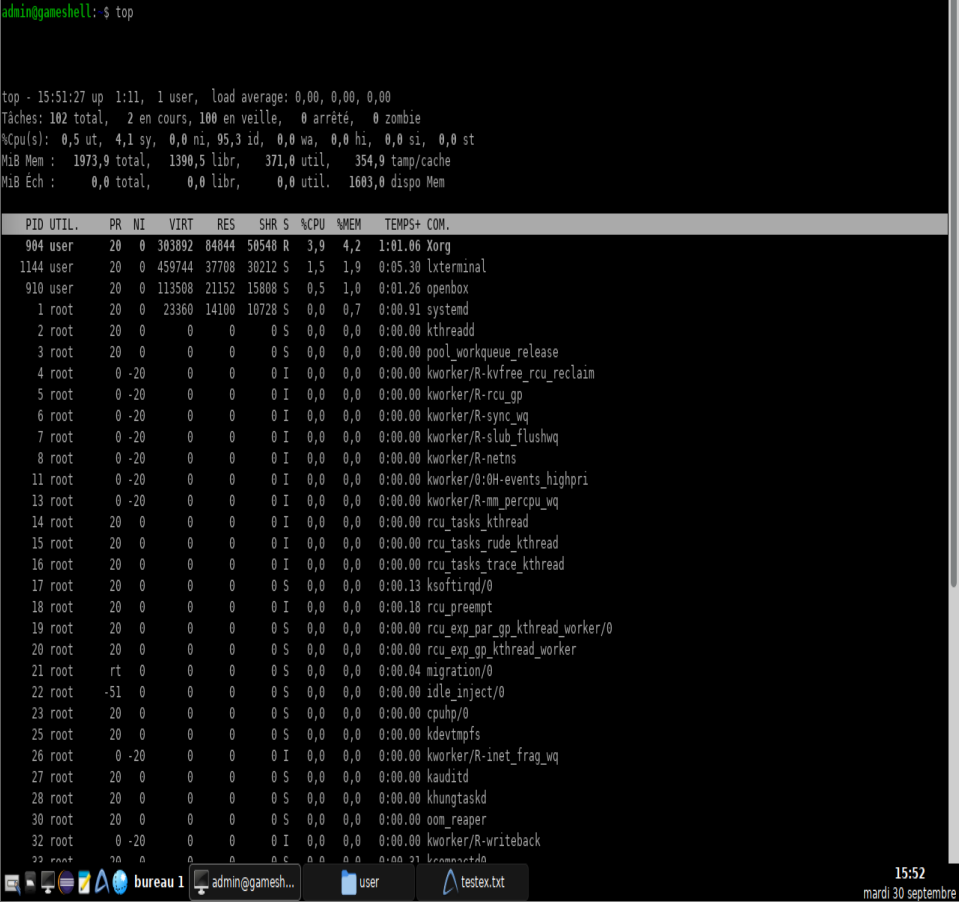 admin@gameshell: $ top
top - 15:51:27 up  1:11,  1 user,  load average: 0,00, 0,00, 0,00
Tâches: 102 total,   2 en cours, 100 en veille,   0 arrêté,   0 zombie
%Cpu(s):  0,5 ut,  4,1 sy,  0,0 ni, 95,3 id,  0,0 wa,  0,0 hi,  0,0 si,  0,0 st
MiB Mem :   1973,9 total,   1390,5 libr,    371,0 util,    354,9 tamp/cache
MiB Éch :      0,0 total,      0,0 libr,      0,0 util.   1603,0 dispo Mem
PID UTIL.     PR  NI    VIRT    RES    SHR S  %CPU  %MEM    TEMPS+ COM.
904 user      20   0  303892  84844  50548 R   3,9   4,2   1:01.06 Xorg
1144 user      20   0  459744  37708  30212 S   1,5   1,9   0:05.30 lxterminal
910 user      20   0  113508  21152  15808 S   0,5   1,0   0:01.26 openbox
1 root      20   0   23360  14100  10728 S   0,0   0,7   0:00.91 systemd
2 root      20   0       0      0      0 S   0,0   0,0   0:00.00 kthreadd
3 root      20   0       0      0      0 S   0,0   0,0   0:00.00 pool_workqueue_release
4 root       0 -20       0      0      0 I   0,0   0,0   0:00.00 kworker/R-kvfree_rcu_reclaim
5 root       0 -20       0      0      0 I   0,0   0,0   0:00.00 kworker/R-rcu_gp
6 root       0 -20       0      0      0 I   0,0   0,0   0:00.00 kworker/R-sync_wq
7 root       0 -20       0      0      0 I   0,0   0,0   0:00.00 kworker/R-slub_flushwq
8 root       0 -20       0      0      0 I   0,0   0,0   0:00.00 kworker/R-netns
11 root       0 -20       0      0      0 I   0,0   0,0   0:00.00 kworker/0:0H-events_highpri
13 root       0 -20       0      0      0 I   0,0   0,0   0:00.00 kworker/R-mm_percpu_wq
14 root      20   0       0      0      0 I   0,0   0,0   0:00.00 rcu_tasks_kthread
15 root      20   0       0      0      0 I   0,0   0,0   0:00.00 rcu_tasks_rude_kthread
16 root      20   0       0      0      0 I   0,0   0,0   0:00.00 rcu_tasks_trace_kthread
17 root      20   0       0      0      0 S   0,0   0,0   0:00.13 ksoftirqd/0
18 root      20   0       0      0      0 I   0,0   0,0   0:00.18 rcu_preempt
19 root      20   0       0      0      0 S   0,0   0,0   0:00.00 rcu_exp_par_gp_kthread_worker/0
20 root      20   0       0      0      0 S   0,0   0,0   0:00.00 rcu_exp_gp_kthread_worker
21 root      rt   0       0      0      0 S   0,0   0,0   0:00.04 migration/0
22 root     -51   0       0      0      0 S   0,0   0,0   0:00.00 idle_inject/0
23 root      20   0       0      0      0 S   0,0   0,0   0:00.00 cpuhp/0
25 root      20   0       0      0      0 S   0,0   0,0   0:00.00 kdevtmpfs
26 root       0 -20       0      0      0 I   0,0   0,0   0:00.00 kworker/R-inet_frag_wq
27 root      20   0       0      0      0 S   0,0   0,0   0:00.00 kauditd
28 root      20   0       0      0      0 S   0,0   0,0   0:00.00 khungtaskd
30 root      20   0       0      0      0 S   0,0   0,0   0:00.00 oom_reaper
32 root       0 -20       0      0      0 I   0,0   0,0   0:00.00 kworker/R-writeback
33 root      20   0       0      0      0 S   0,0   0,0   0:00.31 kcompactd0
bureau 1
admin@gamesh...
user
testex.txt
15:52
mardi 30 septembre